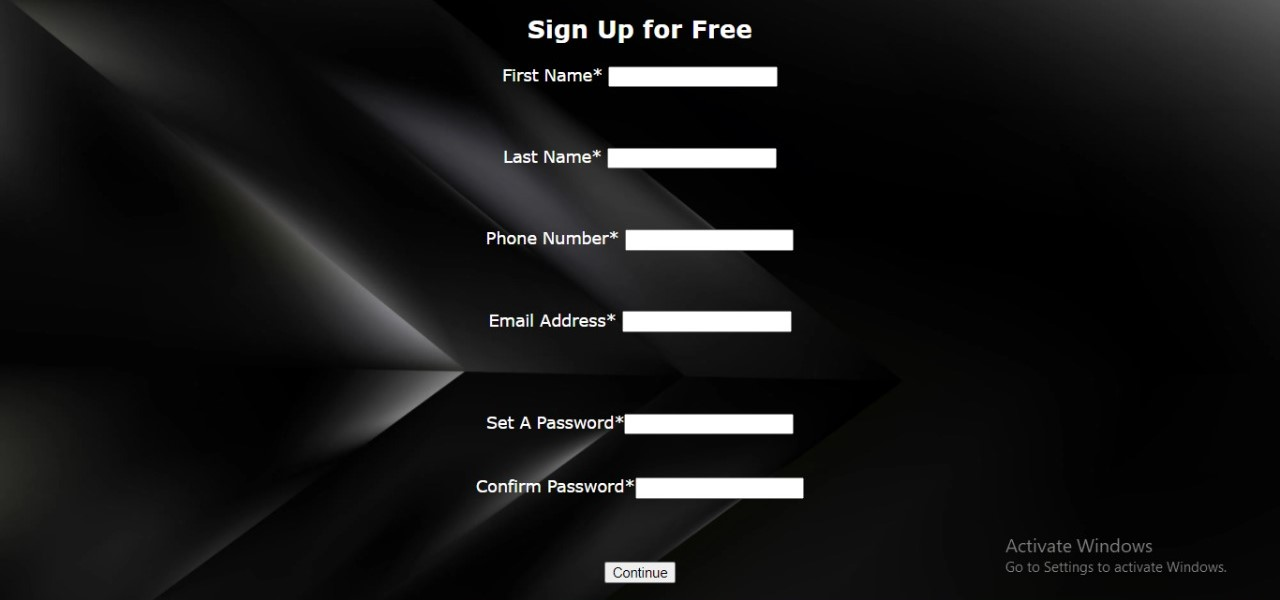 Sign Up for Free
First Name*
Last Name*
Phone Number*
Email Address*
Set A Password*
Confirm Password*
Continue
Activate Windows
Go to Settings to activate Windows.